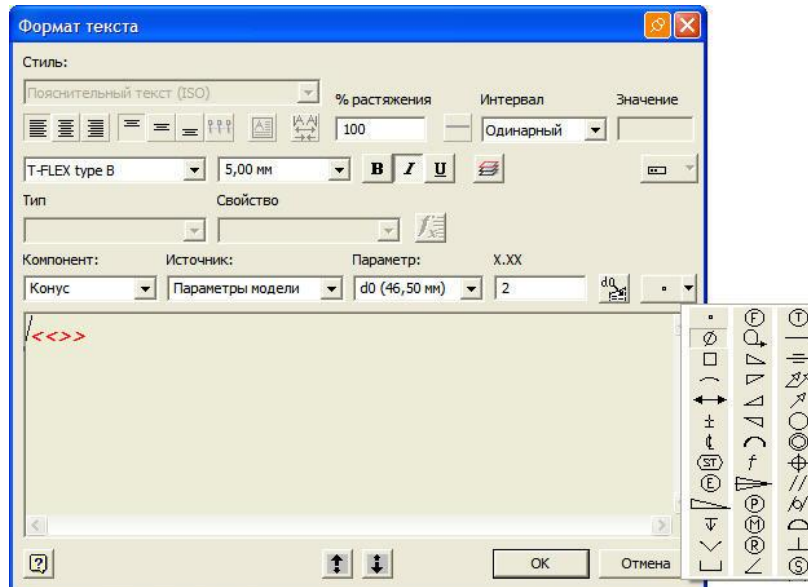 Формат текста
Стиль:
Пояснительный текст (ISO)
% растяжения
Интервал
Значение
100
Одинарный
T-FLEX type B
5,00 мм
B I U
Тип
Свойство
Компонент:
Источник:
Параметр:
X.XX
Конус
Параметры модели
d0 (46,50 мм)
2
<<>>
OK
Отмена